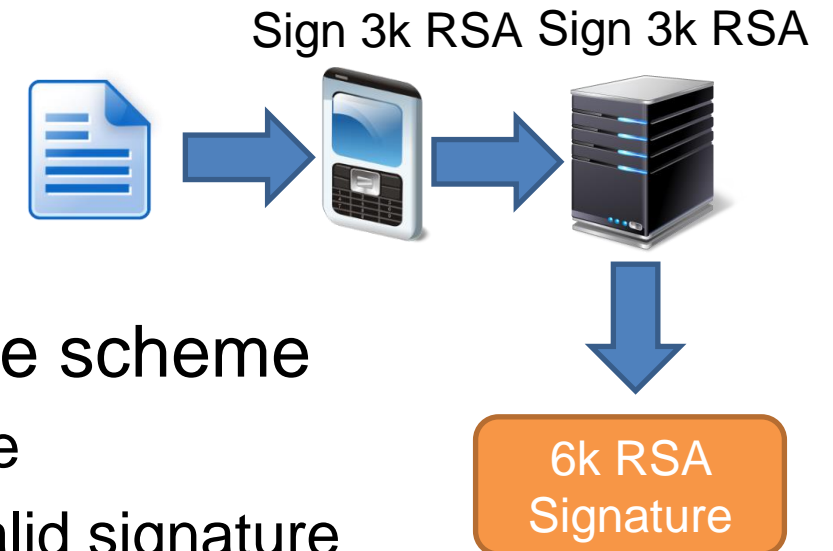 Sign 3k RSA Sign 3k RSA
e scheme
e
6k RSA
Signature
alid signature